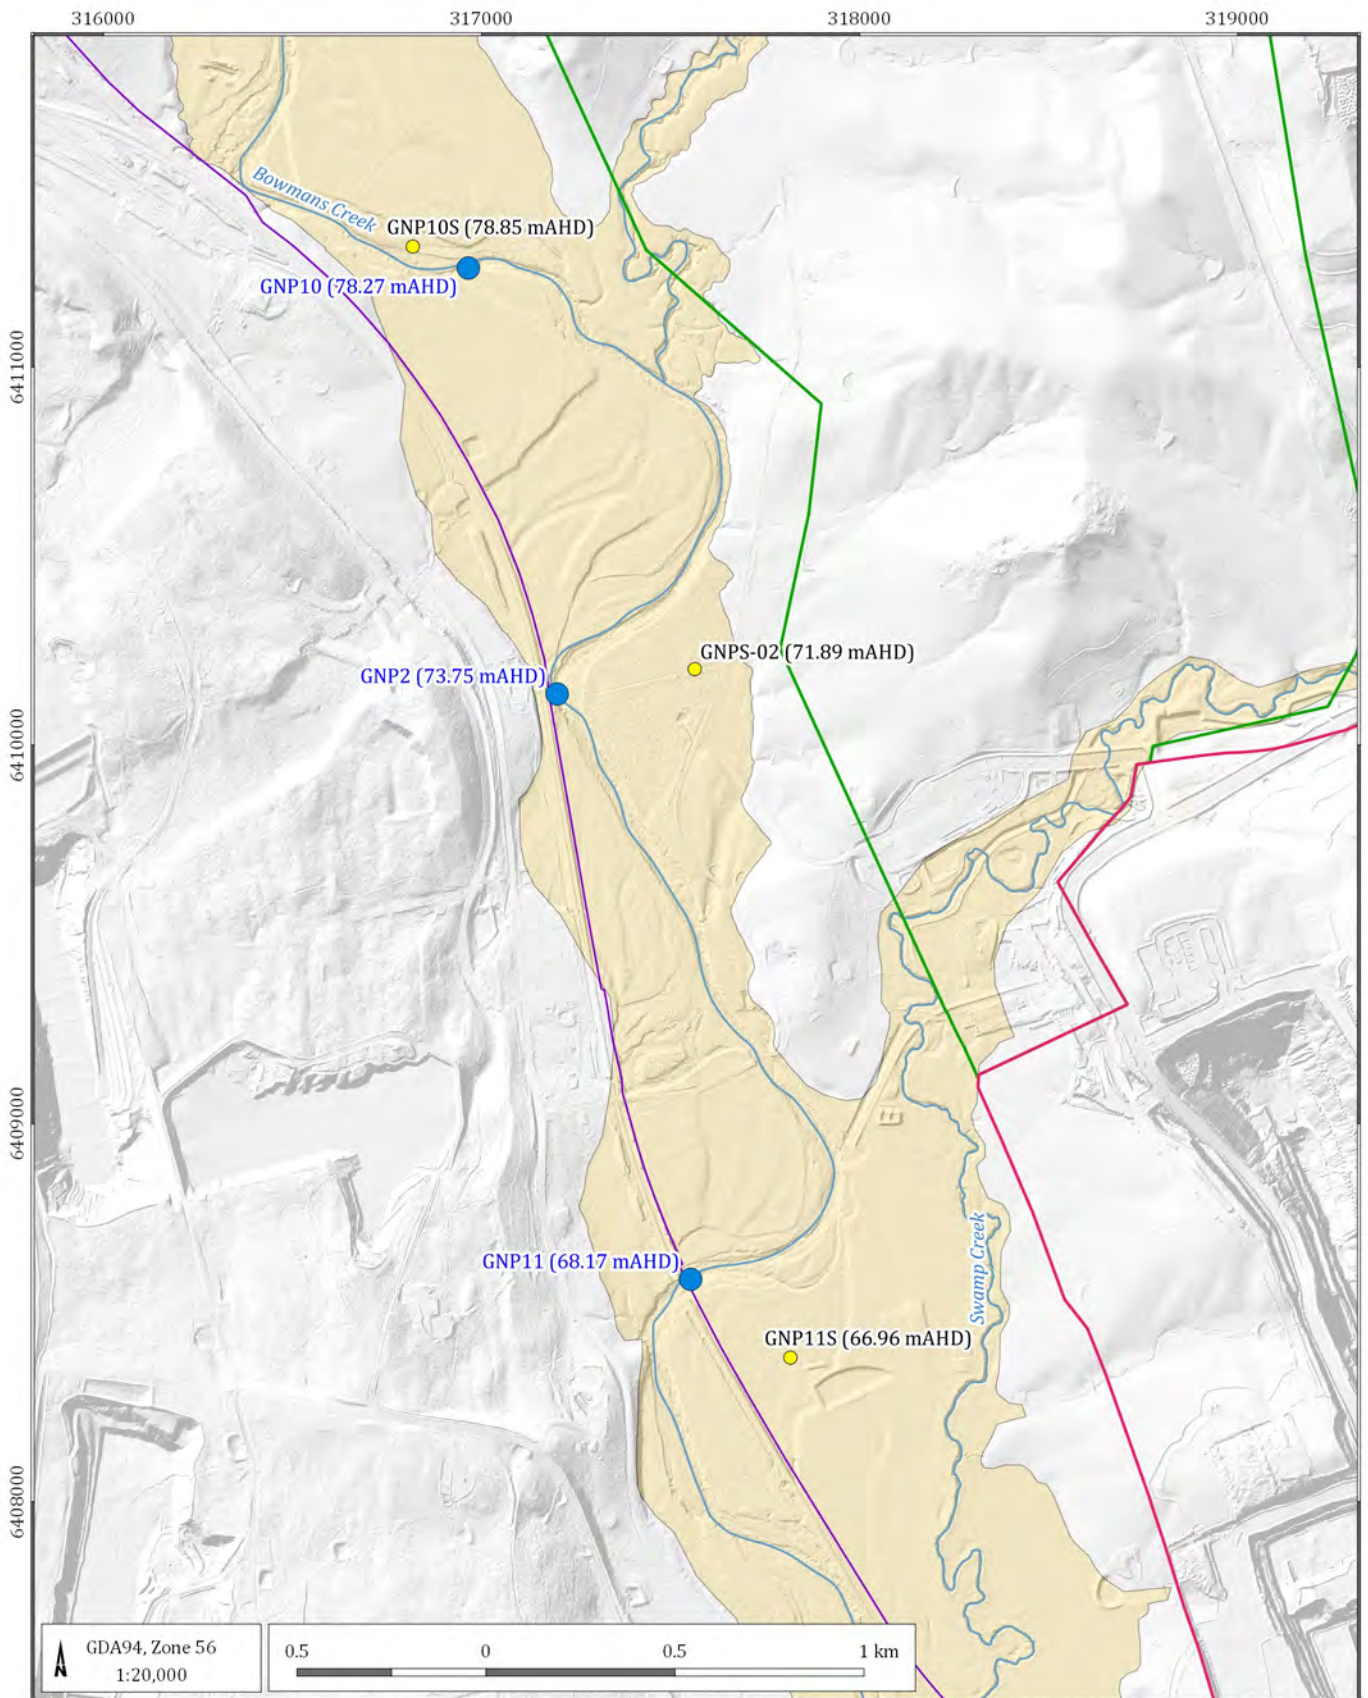 316000
317000
318000
319000
Bowmans Creek
GNP10S (78.85 mAHD)
GNP10 (78.27 mAHD)
6411000
GNPS-02 (71.89 mAHD)
GNP2 (73.75 mAHD)
6410000
6409000
Swamp Creek
GNP11 (68.17 mAHD)
GNP11S (66.96 mAHD)
6408000
N
GDA94, Zone 56
1:20,000
0.5 0 0.5 1 km